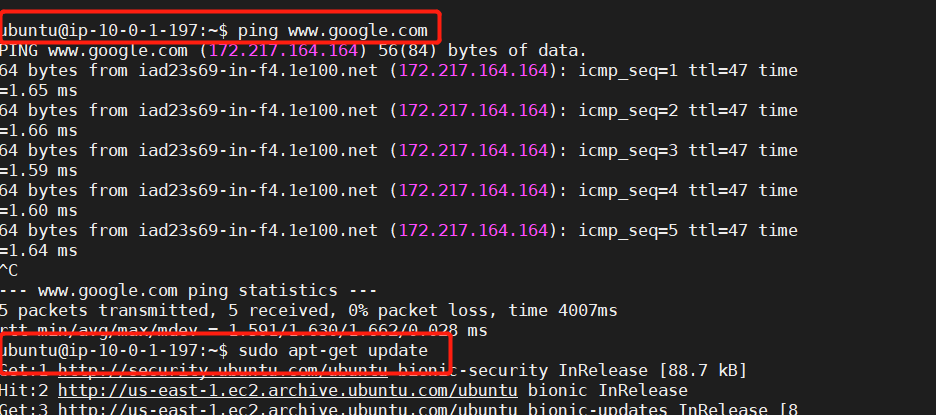 ubuntu@ip-10-0-1-197:~$ ping www.google.com
PING www.google.com (172.217.164.164) 56(84) bytes of data.
64 bytes from iad23s69-in-f4.1e100.net (172.217.164.164): icmp_seq=1 ttl=47 time
=1.65 ms
64 bytes from iad23s69-in-f4.1e100.net (172.217.164.164): icmp_seq=2 ttl=47 time
=1.66 ms
64 bytes from iad23s69-in-f4.1e100.net (172.217.164.164): icmp_seq=3 ttl=47 time
=1.59 ms
64 bytes from iad23s69-in-f4.1e100.net (172.217.164.164): icmp_seq=4 ttl=47 time
=1.60 ms
64 bytes from iad23s69-in-f4.1e100.net (172.217.164.164): icmp_seq=5 ttl=47 time
=1.64 ms
^C
--- www.google.com ping statistics ---
5 packets transmitted, 5 received, 0% packet loss, time 4007ms
rtt min/avg/max/mdev = 1.591/1.630/1.662/0.028 ms
ubuntu@ip-10-0-1-197:~$ sudo apt-get update
Get:1 http://security.ubuntu.com/ubuntu bionic-security InRelease [88.7 kB]
Hit:2 http://us-east-1.ec2.archive.ubuntu.com/ubuntu bionic InRelease
Get:3 http://us-east-1.ec2.archive.ubuntu.com/ubuntu bionic-updates InRelease [8